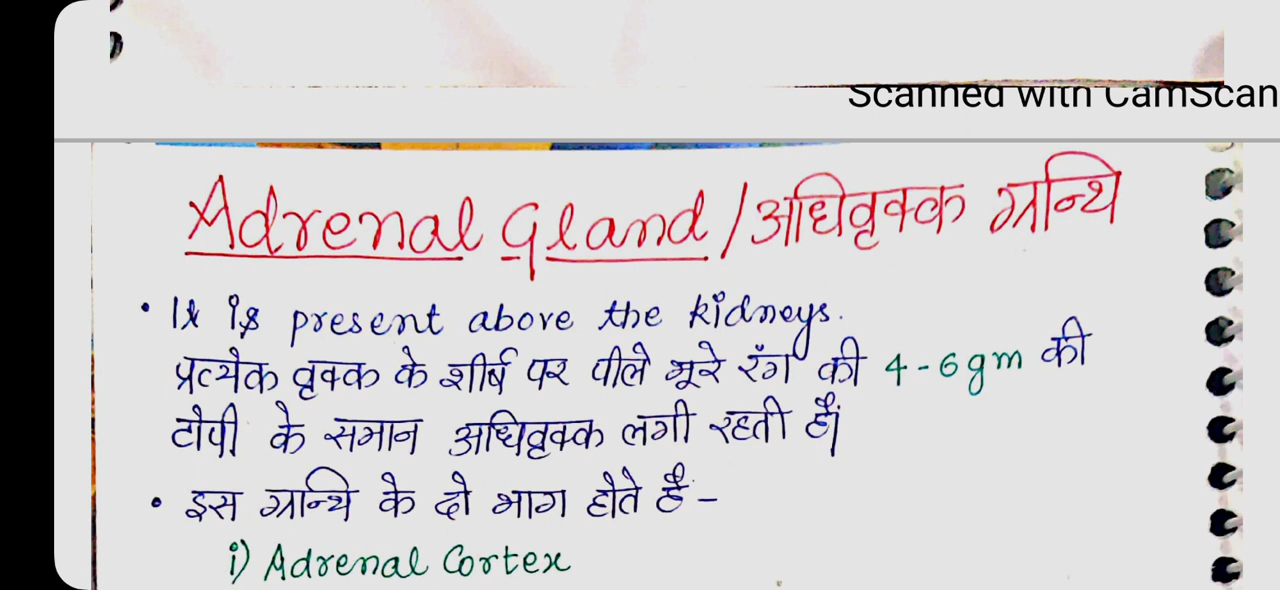 Scanned with CamScan
Adrenal Gland/अधिवृक्क ग्रन्थि
• It is present above the kidneys.
प्रत्येक वृक्क के शीर्ष पर पीले भूरे रंग की 4-6gm की
टोपी के समान अधिवृक्क लगी रहती है।
• इस ग्रन्थि के दो भाग होते है -
i) Adrenal Cortex